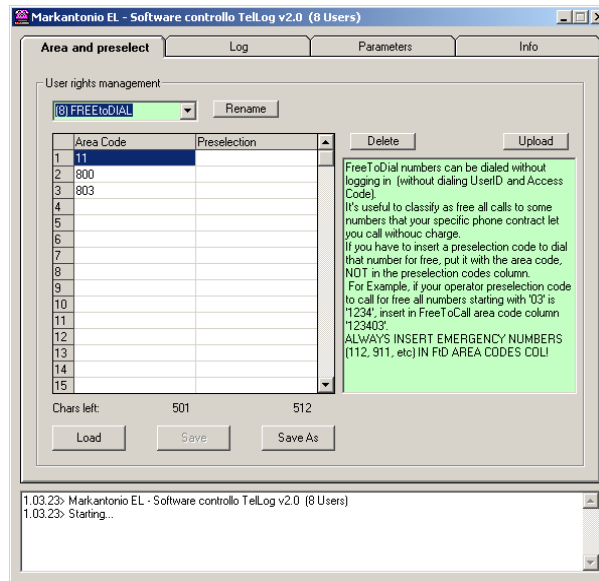 Markantonio EL - Software controllo TelLog v2.0 (8 Users)
Area and preselect
Log
Parameters
Info
User rights management
(8) FREEtoDIAL
Rename
Area Code
Preselection
1 11
2 800
3 803
4
5
6
7
8
9
10
11
12
13
14
15
Delete
Upload
FreeToDial numbers can be dialed without
logging in (without dialing UserID and Access
Code).
It's useful to classify as free all calls to some
numbers that your specific phone contract let
you call withouc charge.
If you have to insert a preselection code to dial
that number for free, put it with the area code,
NOT in the preselection codes column.
For Example, if your operator preselection code
to call for free all numbers starting with '03' is
'1234', insert in FreeToCall area code column
'123403'.
ALWAYS INSERT EMERGENCY NUMBERS
(112, 911, etc) IN FtD AREA CODES COL!
Chars left:
501
512
Load
Save
Save As
1.03.23> Markantonio EL - Software controllo TelLog v2.0 (8 Users)
1.03.23> Starting...